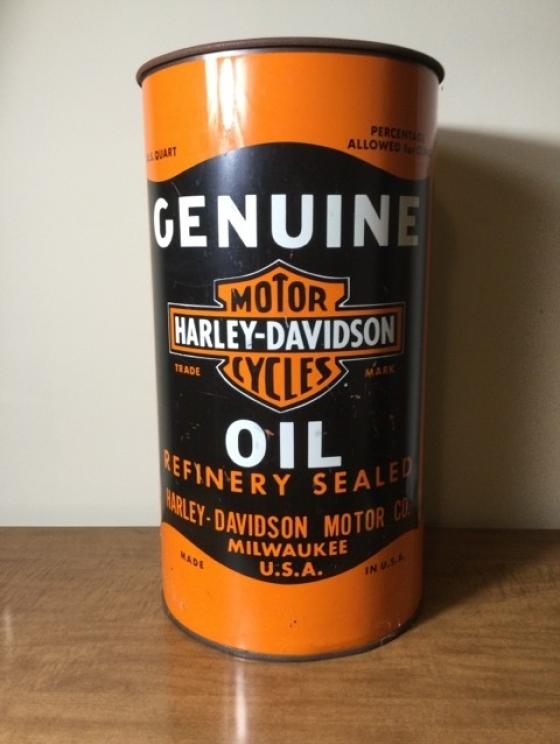 U.S. QUART
PERCENTAGE
ALLOWED for
GENUINE
MOTOR
HARLEY-DAVIDSON
CYCLES
TRADE MARK
OIL
REFINERY SEALED
HARLEY-DAVIDSON MOTOR CO.
MILWAUKEE
U.S.A.
MADE IN U.S.A.